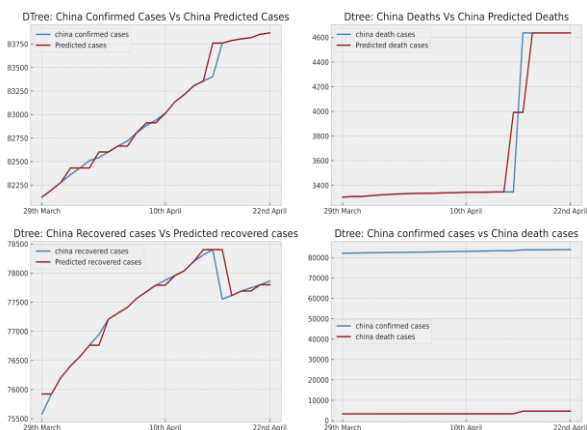 DTree: China Confirmed Cases Vs China Predicted Cases
china confirmed cases
Predicted cases
83750
83500
83250
83000
82750
82500
82250
29th March
10th April
22nd April
Dtree: China Deaths Vs China Predicted Deaths
china death cases
Predicted death cases
4600
4400
4200
4000
3800
3600
3400
29th March
10th April
22nd April
Dtree: China Recovered cases Vs Predicted recovered cases
china recovered cases
Predicted recovered cases
78500
78000
77500
77000
76500
76000
75500
29th March
10th April
22nd April
Dtree: China confirmed cases vs China death cases
80000
70000
60000
50000
china confirmed cases
china death cases
40000
30000
20000
10000
0
29th March
10th April
22nd April